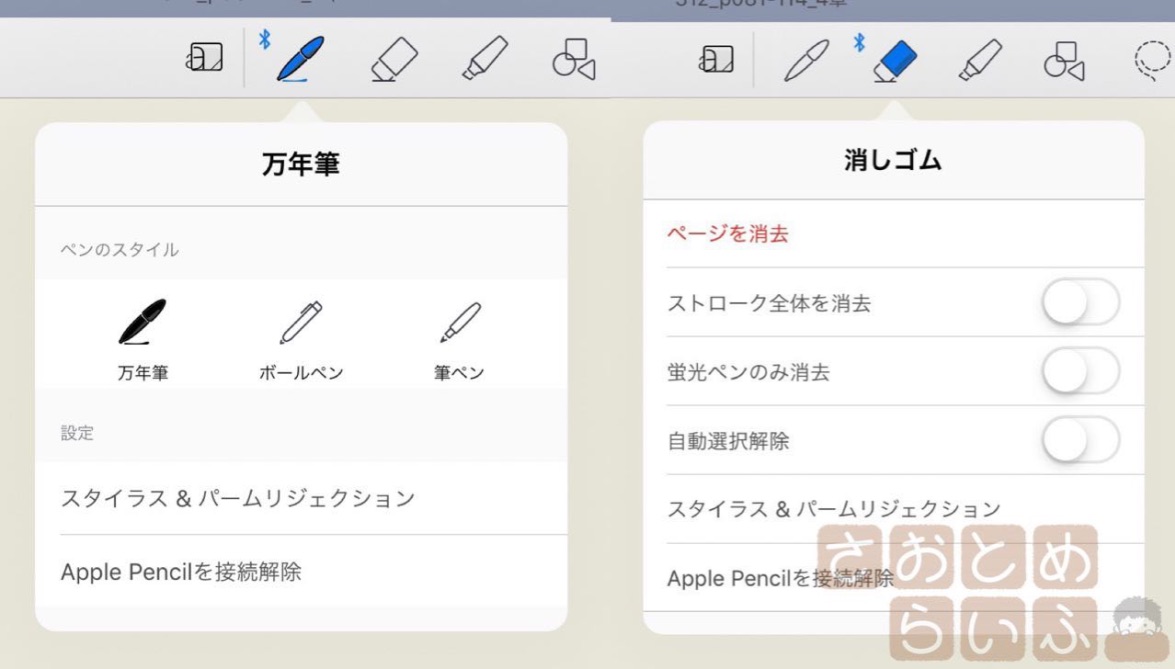 万年筆
ペンのスタイル
万年筆
ボールペン
筆ペン
設定
スタイラス & パームリジェクション
Apple Pencilを接続解除
消しゴム
ページを消去
ストローク全体を消去
蛍光ペンのみ消去
自動選択解除
スタイラス & パームリジェクション
Apple Pencilを接続解除
さおとめ
らいふ